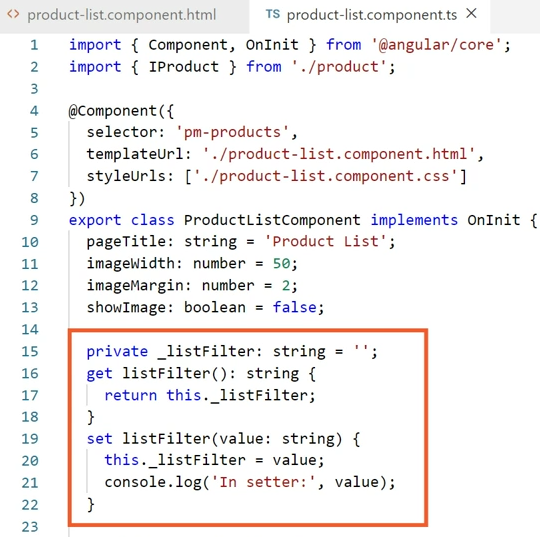 <> product-list.component.html TS product-list.component.ts ×
1 import { Component, OnInit } from '@angular/core';
2 import { IProduct } from './product';
3
4 @Component({
5 selector: 'pm-products',
6 templateUrl: './product-list.component.html',
7 styleUrls: ['./product-list.component.css']
8 })
9 export class ProductListComponent implements OnInit {
10 pageTitle: string = 'Product List';
11 imageWidth: number = 50;
12 imageMargin: number = 2;
13 showImage: boolean = false;
14
15 private _listFilter: string = '';
16 get listFilter(): string {
17 return this._listFilter;
18 }
19 set listFilter(value: string) {
20 this._listFilter = value;
21 console.log('In setter:', value);
22 }
23